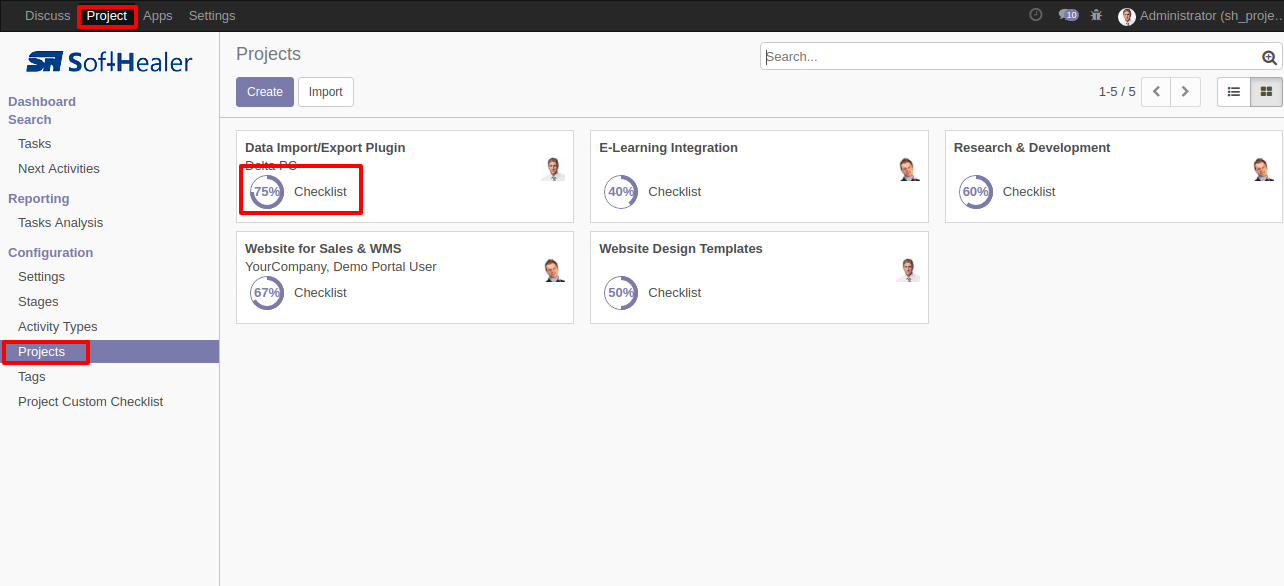 Discuss Project Apps Settings 10 Administrator (sh_proje...
SoftHealer
Projects
Search...
Create Import 1-5 / 5
Dashboard
Search
Tasks
Next Activities
Reporting
Tasks Analysis
Configuration
Settings
Stages
Activity Types
Projects
Tags
Project Custom Checklist
Data Import/Export Plugin
Delta PC
75% Checklist
E-Learning Integration
40% Checklist
Research & Development
60% Checklist
Website for Sales & WMS
YourCompany, Demo Portal User
67% Checklist
Website Design Templates
50% Checklist